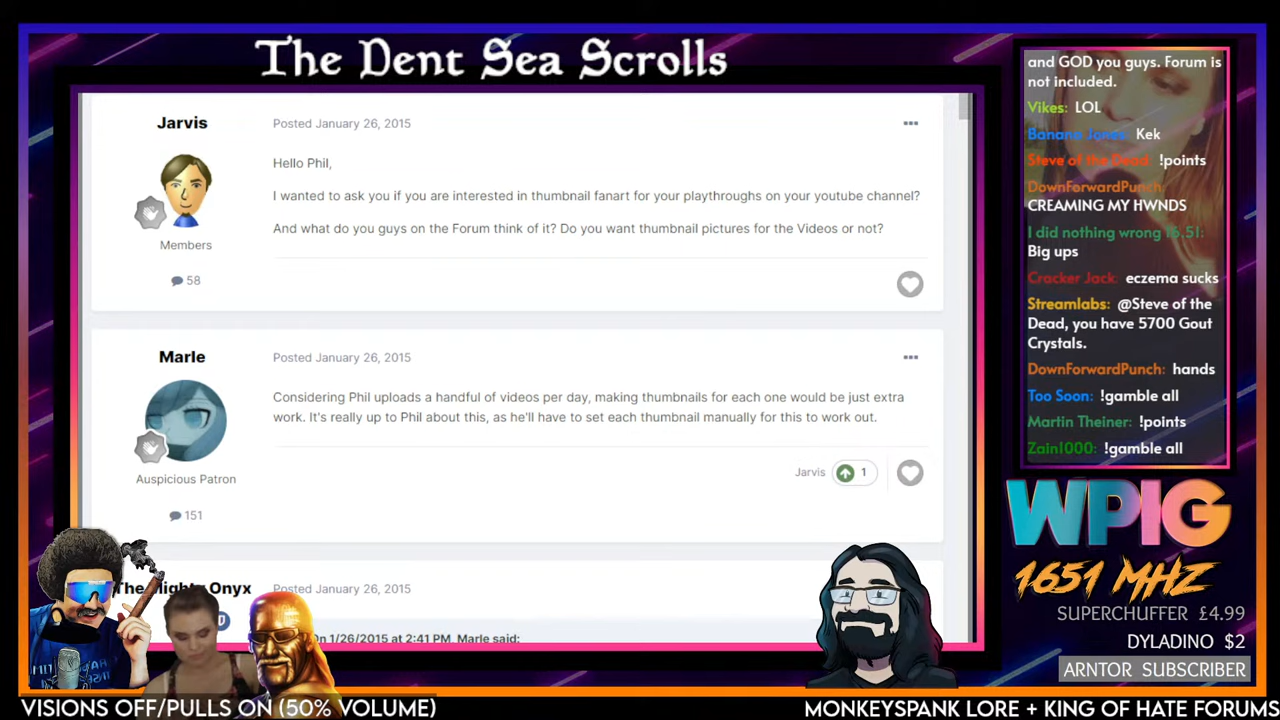 The Dent Sea Scrolls
Jarvis
Posted January 26, 2015
Hello Phil,
I wanted to ask you if you are interested in thumbnail fanart for your playthroughs on your youtube channel?
And what do you guys on the Forum think of it? Do you want thumbnail pictures for the Videos or not?
Members
58
Marle
Posted January 26, 2015
Considering Phil uploads a handful of videos per day, making thumbnails for each one would be just extra
work. It's really up to Phil about this, as he'll have to set each thumbnail manually for this to work out.
Auspicious Patron
Jarvis 1
151
The Mighty Onyx
Posted January 26, 2015
On 1/26/2015 at 2:41 PM, Marle said:
and GOD you guys. Forum is
not included.
Vikes: LOL
Banana Jones: Kek
Steve of the Dead: !points
DownForwardPunch:
CREAMING MY HWNDS
I did nothing wrong 16.51:
Big ups
Cracker Jack: eczema sucks
Streamlabs: @Steve of the
Dead, you have 5700 Gout
Crystals.
DownForwardPunch: hands
Too Soon: !gamble all
Martin Theiner: !points
Zain1000: !gamble all
WPIG
1651 MHZ
SUPERCHUFFER £4.99
DYLADINO $2
ARNTOR SUBSCRIBER
VISIONS OFF/PULLS ON (50% VOLUME)
MONKEYSPANK LORE + KING OF HATE FORUMS